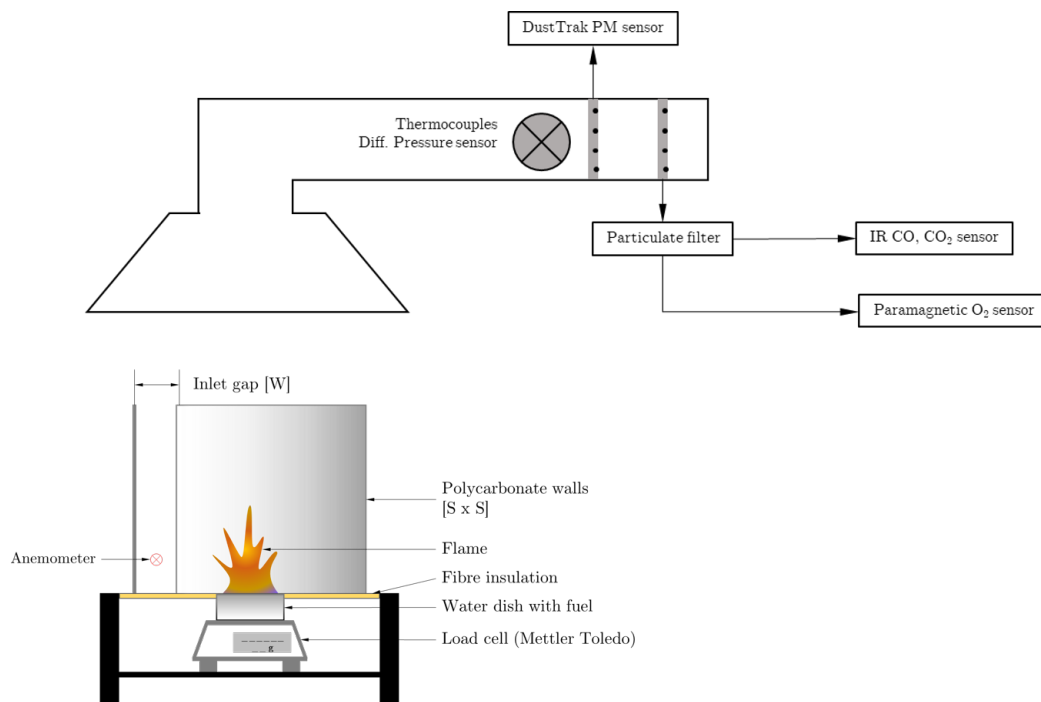 DustTrak PM sensor
Thermocouples
Diff. Pressure sensor
Particulate filter
IR CO, CO₂ sensor
Paramagnetic O₂ sensor
Inlet gap [W]
Polycarbonate walls
[S x S]
Anemometer
Flame
Fibre insulation
Water dish with fuel
Load cell (Mettler Toledo)
g